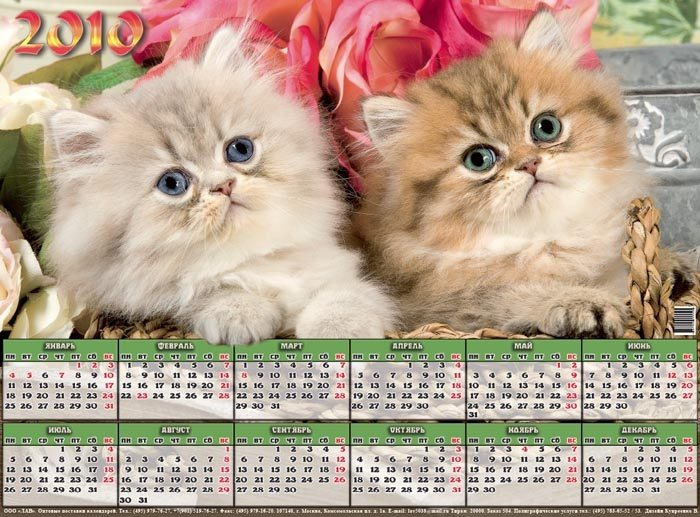 2010
ЯНВАРЬ
ПН ВТ СР ЧТ ПТ СБ ВС
1 2 3
4 5 6 7 8 9 10
11 12 13 14 15 16 17
18 19 20 21 22 23 24
25 26 27 28 29 30 31
ФЕВРАЛЬ
ПН ВТ СР ЧТ ПТ СБ ВС
1 2 3 4 5 6 7
8 9 10 11 12 13 14
15 16 17 18 19 20 21
22 23 24 25 26 27 28
МАРТ
ПН ВТ СР ЧТ ПТ СБ ВС
1 2 3 4 5 6 7
8 9 10 11 12 13 14
15 16 17 18 19 20 21
22 23 24 25 26 27 28
29 30 31
АПРЕЛЬ
ПН ВТ СР ЧТ ПТ СБ ВС
1 2 3 4
5 6 7 8 9 10 11
12 13 14 15 16 17 18
19 20 21 22 23 24 25
26 27 28 29 30
МАЙ
ПН ВТ СР ЧТ ПТ СБ ВС
1 2
3 4 5 6 7 8 9
10 11 12 13 14 15 16
17 18 19 20 21 22 23
24 25 26 27 28 29 30
31
ИЮНЬ
ПН ВТ СР ЧТ ПТ СБ ВС
1 2 3 4 5 6
7 8 9 10 11 12 13
14 15 16 17 18 19 20
21 22 23 24 25 26 27
28 29 30
ИЮЛЬ
ПН ВТ СР ЧТ ПТ СБ ВС
1 2 3 4
5 6 7 8 9 10 11
12 13 14 15 16 17 18
19 20 21 22 23 24 25
26 27 28 29 30 31
АВГУСТ
ПН ВТ СР ЧТ ПТ СБ ВС
1
2 3 4 5 6 7 8
9 10 11 12 13 14 15
16 17 18 19 20 21 22
23 24 25 26 27 28 29
30 31
СЕНТЯБРЬ
ПН ВТ СР ЧТ ПТ СБ ВС
1 2 3 4 5
6 7 8 9 10 11 12
13 14 15 16 17 18 19
20 21 22 23 24 25 26
27 28 29 30
ОКТЯБРЬ
ПН ВТ СР ЧТ ПТ СБ ВС
1 2 3
4 5 6 7 8 9 10
11 12 13 14 15 16 17
18 19 20 21 22 23 24
25 26 27 28 29 30 31
НОЯБРЬ
ПН ВТ СР ЧТ ПТ СБ ВС
1 2 3 4 5 6 7
8 9 10 11 12 13 14
15 16 17 18 19 20 21
22 23 24 25 26 27 28
29 30
ДЕКАБРЬ
ПН ВТ СР ЧТ ПТ СБ ВС
1 2 3 4 5
6 7 8 9 10 11 12
13 14 15 16 17 18 19
20 21 22 23 24 25 26
27 28 29 30 31
ООО «ЛАВ». Оптовые поставки календарей. Тел.: (495) 979-76-27, Факс: (495) 107140, г. Москва, Комсомольская пл. д. 1а. E-mail: Тираж 20000. Заказ 504. Полиграфические услуги тел.: (495) Дизайн